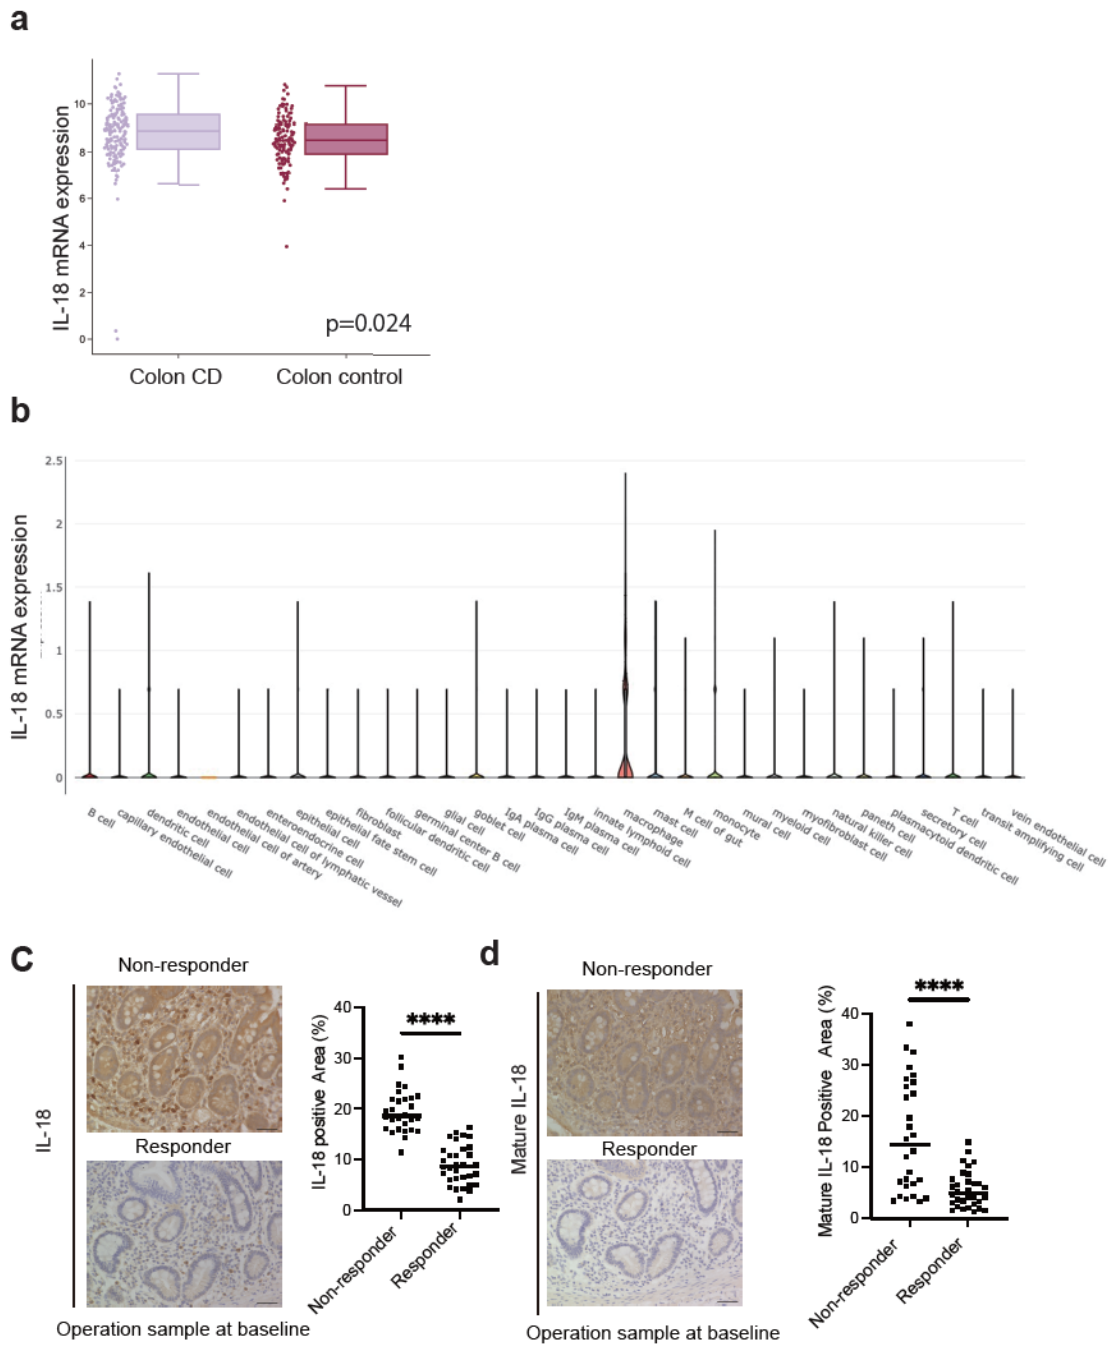 a
IL-18 mRNA expression
10
8
6
4
2
0
p=0.024
Colon CD
Colon control
b
IL-18 mRNA expression
2.5
2
1.5
1
0.5
0
B cell
capillary endothelial cell
dendritic cell
endothelial cell
endothelial cell of artery
endothelial cell of lymphatic vessel
enteroendocrine cell
epithelial cell
epithelial fate stem cell
fibroblast
follicular dendritic cell
germinal center B cell
glial cell
goblet cell
IgA plasma cell
IgG plasma cell
IgM plasma cell
innate lymphoid cell
macrophage
mast cell
M cell of gut
monocyte
mural cell
myeloid cell
myofibroblast cell
natural killer cell
paneth cell
plasmacytoid dendritic cell
secretory cell
T cell
transit amplifying cell
vein endothelial cell
c
IL-18
Non-responder
Responder
Operation sample at baseline
IL-18 positive Area (%)
40
30
20
10
0
****
Non-responder
Responder
d
Mature IL-18
Non-responder
Responder
Operation sample at baseline
Mature IL-18 Positive Area (%)
40
30
20
10
0
****
Non-responder
Responder